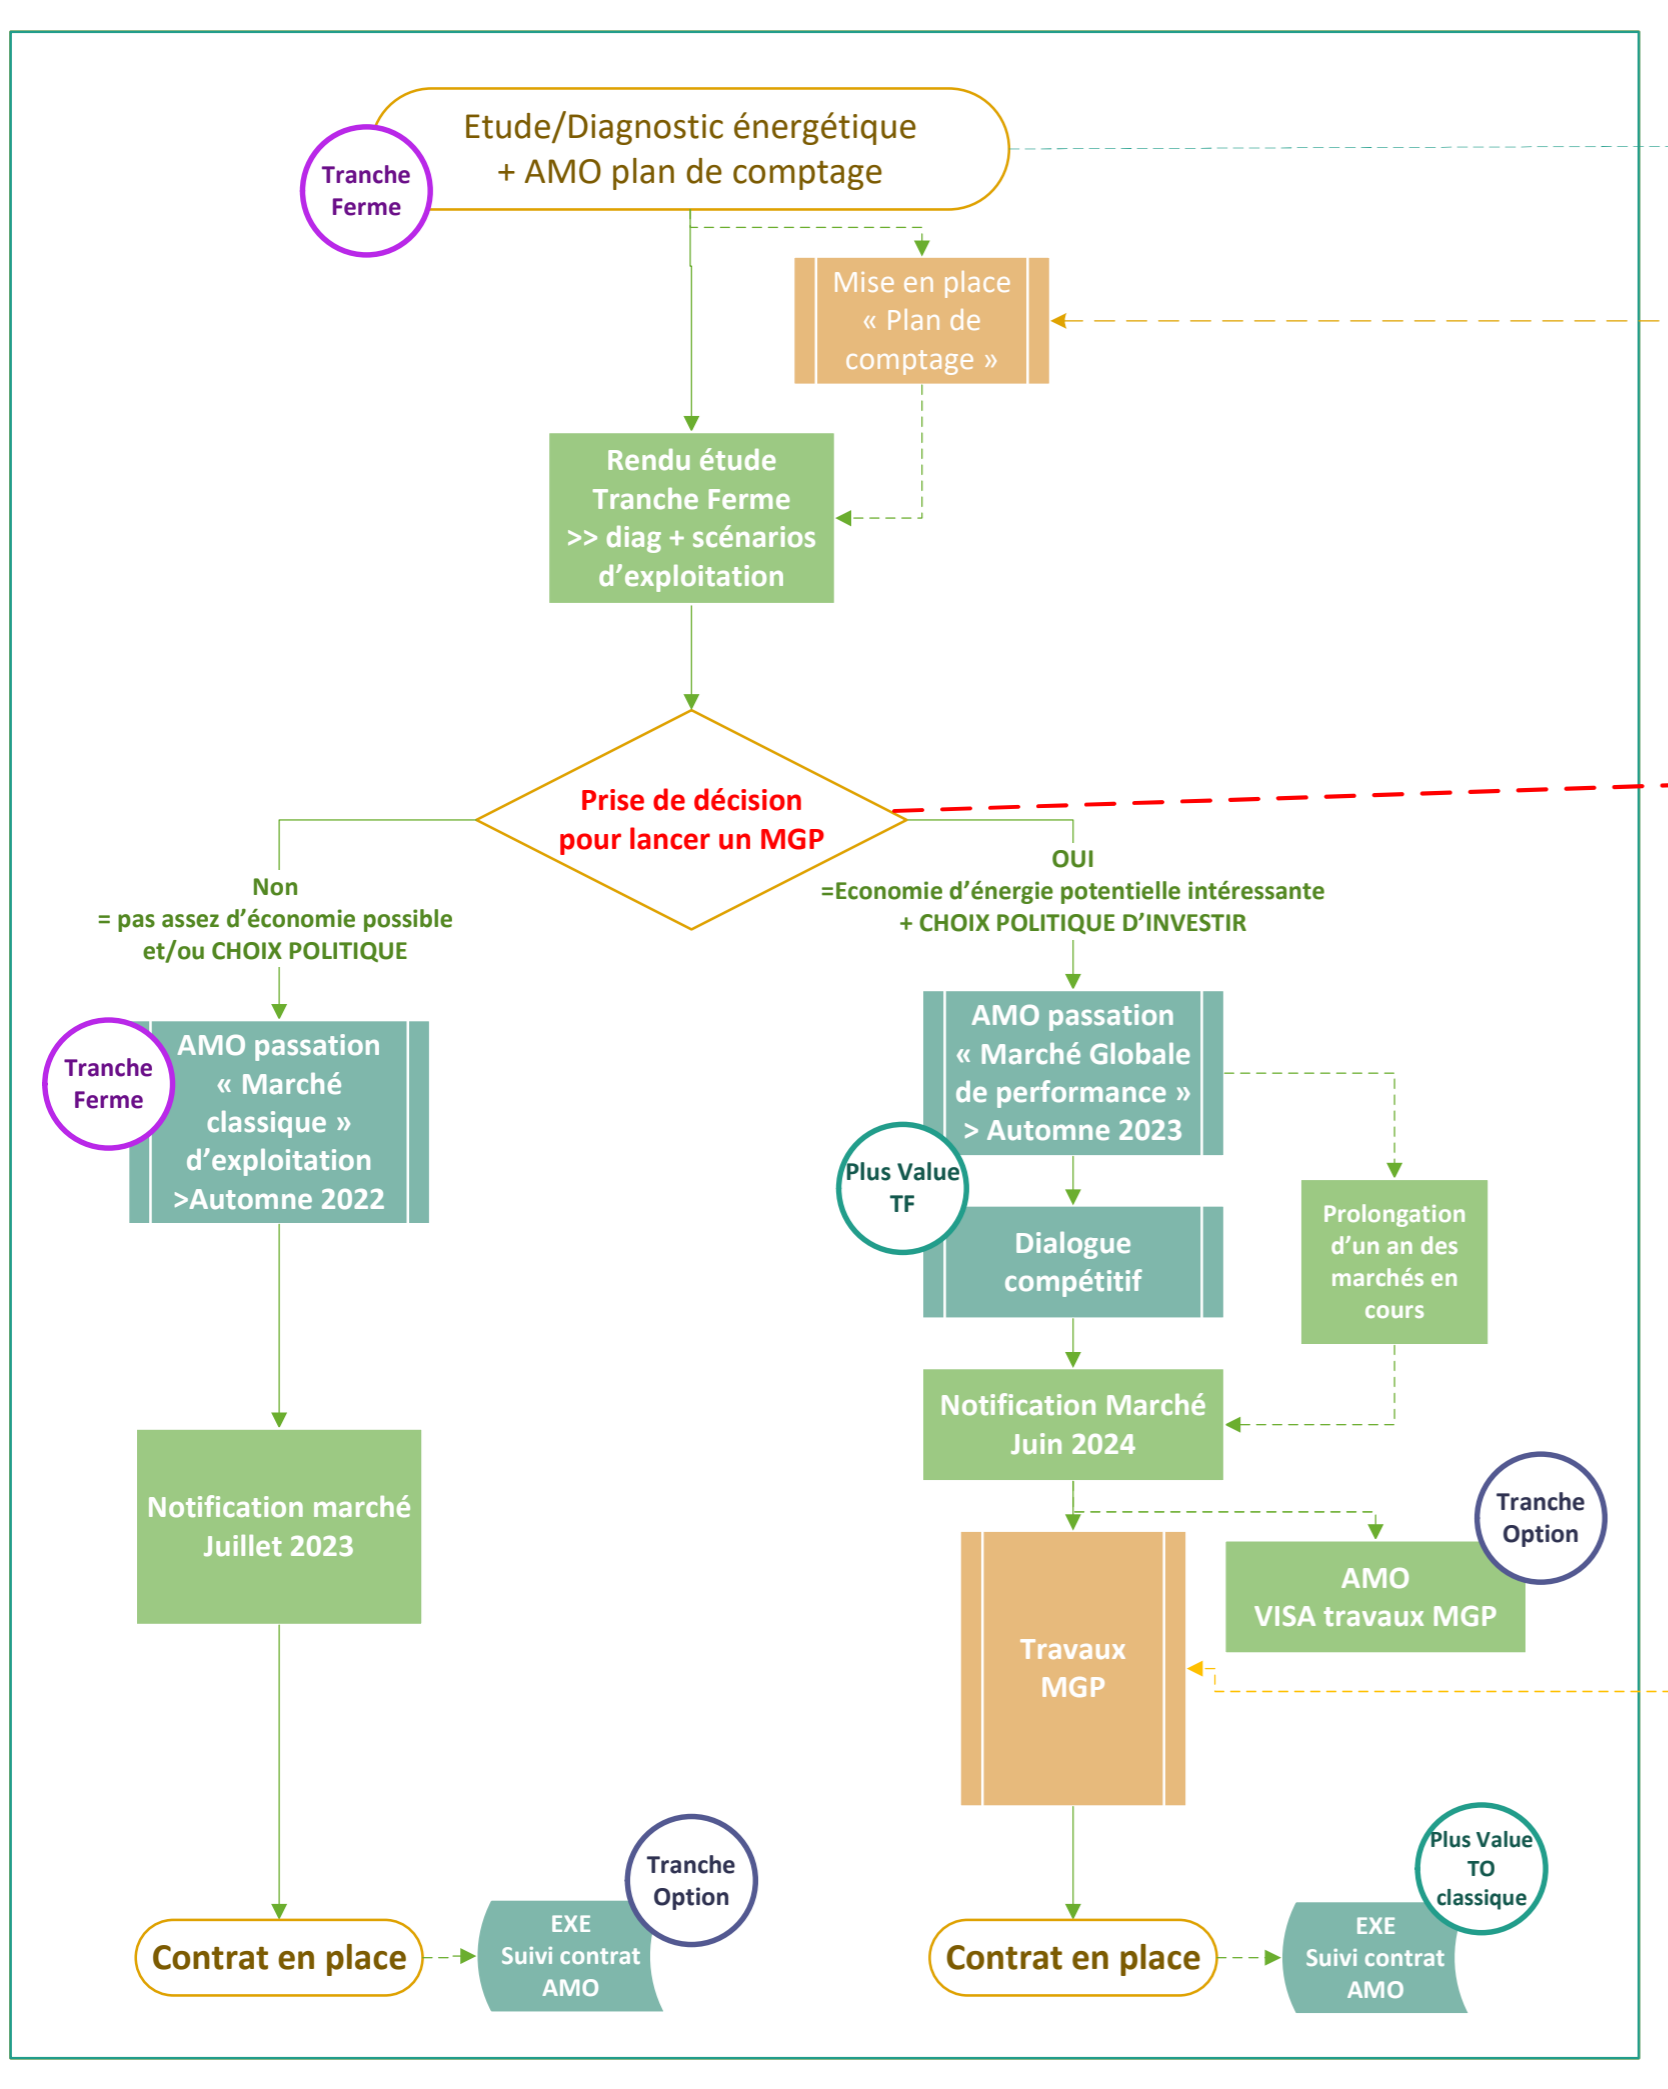 Etude/Diagnostic énergétique
+ AMO plan de comptage
Tranche
Ferme
Mise en place
« Plan de
comptage »
Rendu étude
Tranche Ferme
>> diag + scénarios
d'exploitation
Prise de décision
pour lancer un MGP
Non
= pas assez d'économie possible
et/ou CHOIX POLITIQUE
OUI
=Economie d'énergie potentielle intéressante
+ CHOIX POLITIQUE D'INVESTIR
Tranche
Ferme
AMO passation
« Marché
classique »
d'exploitation
>Automne 2022
AMO passation
« Marché Globale
de performance »
> Automne 2023
Plus Value
TF
Dialogue
compétitif
Prolongation
d'un an des
marchés en
cours
Notification Marché
Juin 2024
Notification marché
Juillet 2023
Tranche
Option
AMO
VISA travaux MGP
Travaux
MGP
Contrat en place
Tranche
Option
EXE
Suivi contrat
AMO
Contrat en place
Plus Value
TO
classique
EXE
Suivi contrat
AMO